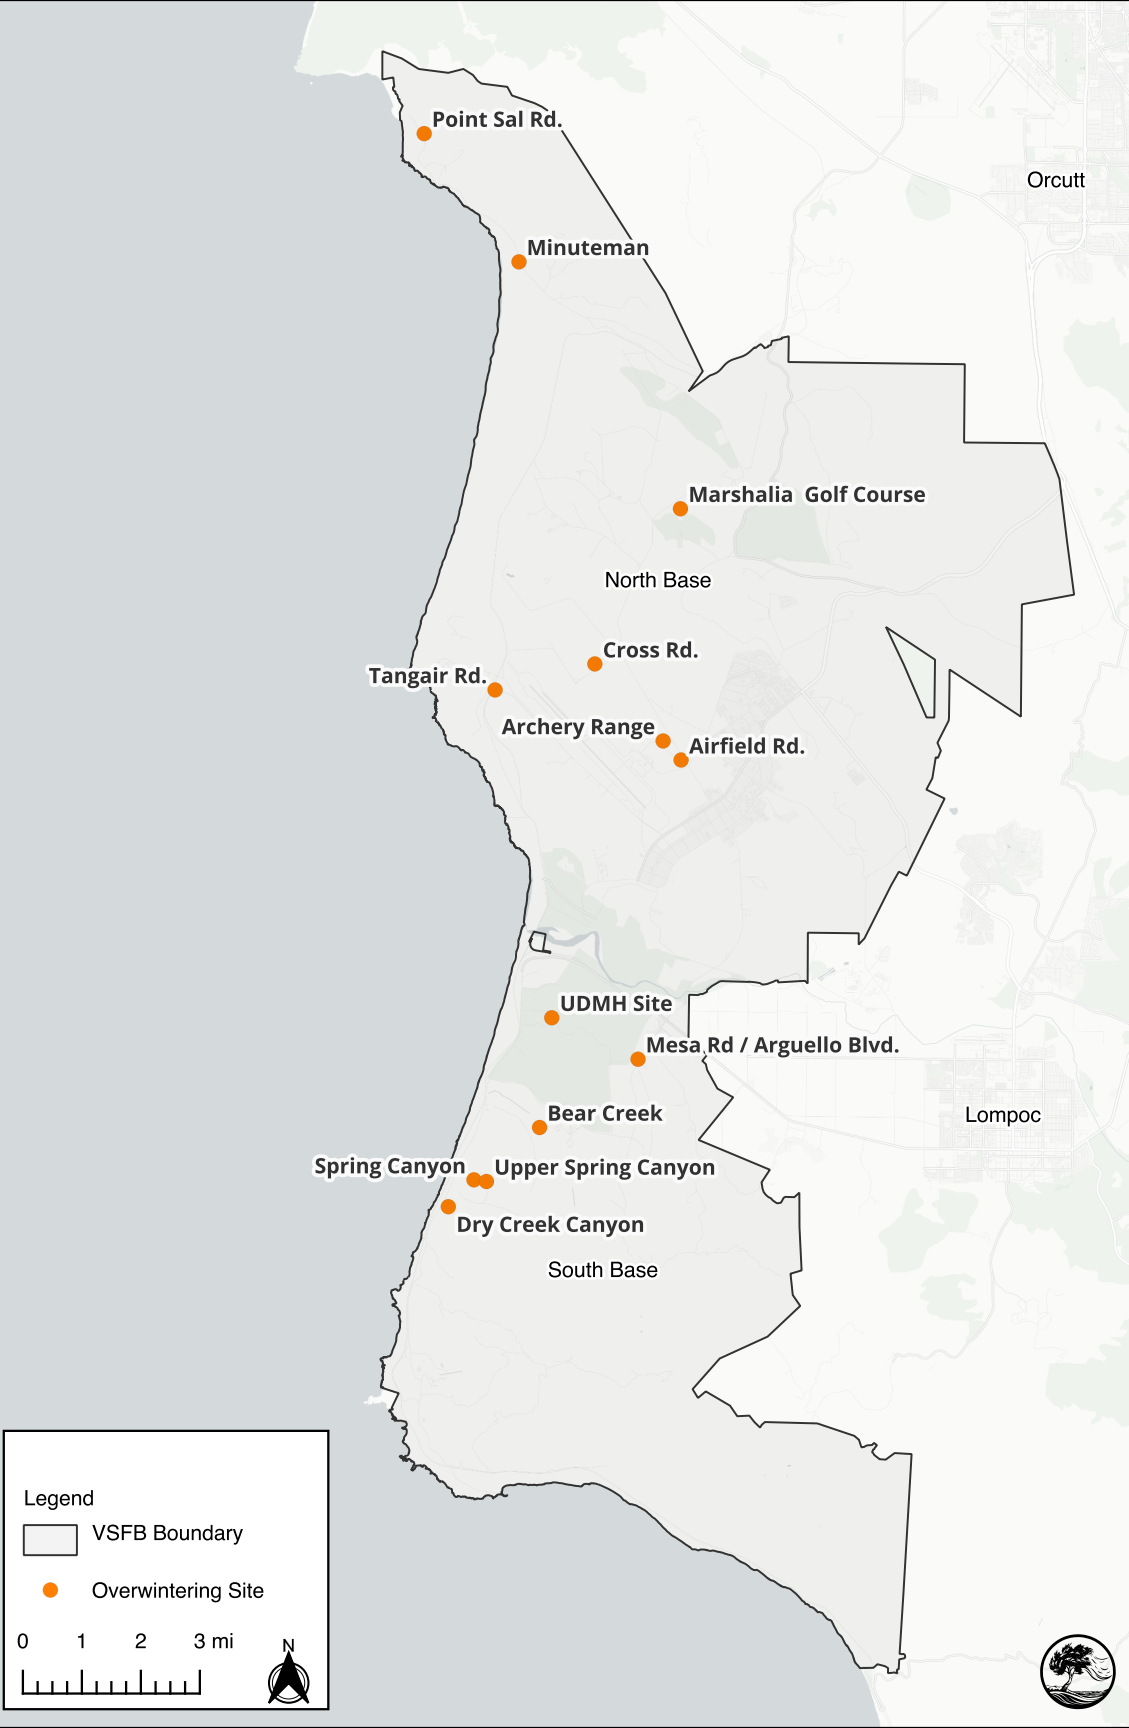 Point Sal Rd.
Orcutt
Minuteman
Marshalia  Golf Course
North Base
Cross Rd.
Tangair Rd.
Archery Range
Airfield Rd.
UDMH Site
Mesa Rd / Arguello Blvd.
Bear Creek
Lompoc
Spring Canyon
Upper Spring Canyon
Dry Creek Canyon
South Base
Legend
VSFB Boundary
Overwintering Site
0 1 2 3 mi
N